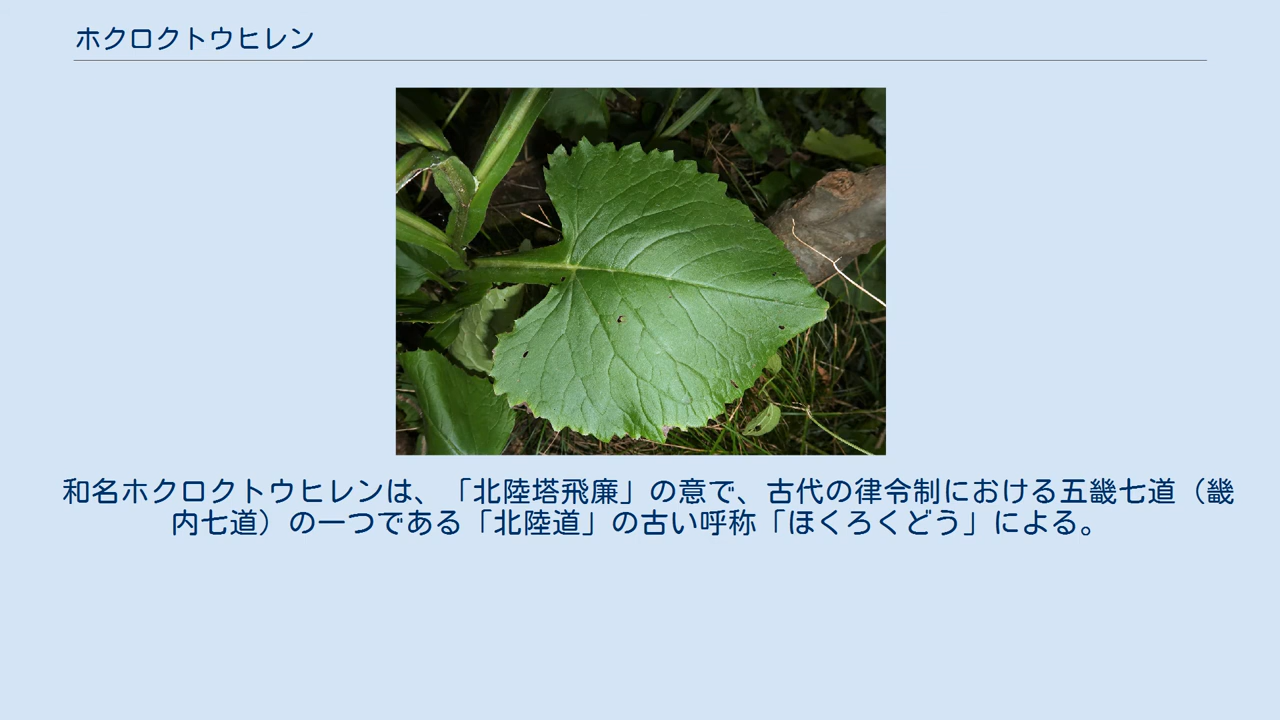 ホクロクトウヒレン
和名ホクロクトウヒレンは、「北陸塔飛廉」の意で、古代の律令制における五畿七道（畿
内七道）の一つである「北陸道」の古い呼称「ほくろくどう」による。